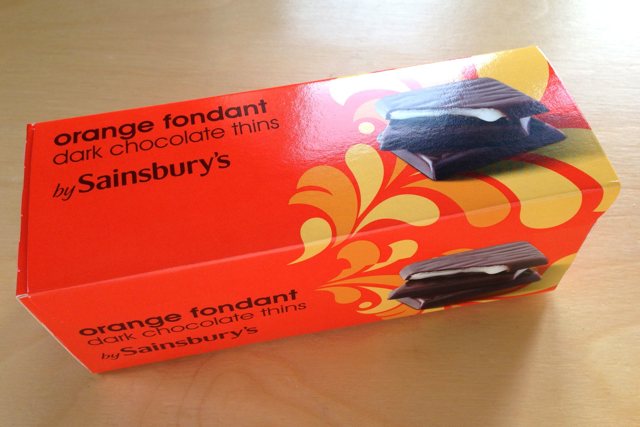 orange fondant
dark chocolate thins
by Sainsbury's
orange fondant
dark chocolate thins
by Sainsbury's